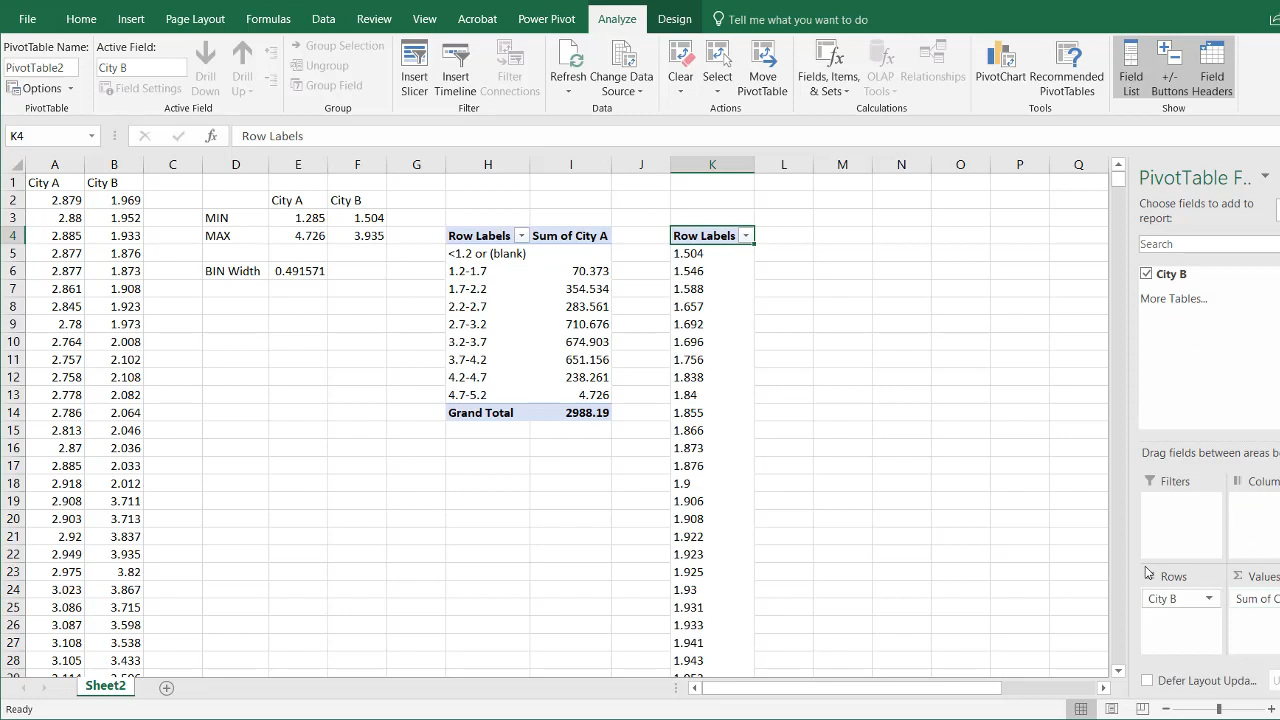 File Home Insert Page Layout Formulas Data Review View Acrobat Power Pivot Analyze Design Tell me what you want to do
PivotTable Name:
PivotTable2
Options
PivotTable
Active Field:
City B
Field Settings
Drill Down
Drill Up
Active Field
Group Selection
Ungroup
Group Field
Group
Insert Slicer
Insert Timeline
Filter Connections
Filter
Refresh
Change Data Source
Data
Clear
Select
Move PivotTable
Actions
Fields, Items, & Sets
OLAP Tools
Relationships
Calculations
PivotChart
Recommended PivotTables
Tools
Field List
+/- Buttons
Field Headers
Show
K4 fx Row Labels
A B C D E F G H I J K L M N O P Q
1 City A City B
2 2.879 1.969 City A City B
3 2.88 1.952 MIN 1.285 1.504
4 2.885 1.933 MAX 4.726 3.935 Row Labels Sum of City A Row Labels
5 2.877 1.876 <1.2 or (blank) 1.504
6 2.877 1.873 BIN Width 0.491571 1.2-1.7 70.373 1.546
7 2.861 1.908 1.7-2.2 354.534 1.588
8 2.845 1.923 2.2-2.7 283.561 1.657
9 2.78 1.973 2.7-3.2 710.676 1.692
10 2.764 2.008 3.2-3.7 674.903 1.696
11 2.757 2.102 3.7-4.2 651.156 1.756
12 2.758 2.108 4.2-4.7 238.261 1.838
13 2.778 2.082 4.7-5.2 4.726 1.84
14 2.786 2.064 Grand Total 2988.19 1.855
15 2.813 2.046 1.866
16 2.87 2.036 1.873
17 2.885 2.033 1.876
18 2.918 2.012 1.9
19 2.908 3.711 1.906
20 2.903 3.713 1.908
21 2.92 3.837 1.922
22 2.949 3.935 1.923
23 2.975 3.82 1.925
24 3.023 3.867 1.93
25 3.086 3.715 1.931
26 3.087 3.598 1.933
27 3.108 3.538 1.941
28 3.105 3.433 1.943
PivotTable F..
Choose fields to add to report:
Search
City B
More Tables...
Drag fields between areas be
Filters
Colum
Rows
Σ Values
City B
Sum of C
Defer Layout Upda...
Sheet2
Ready